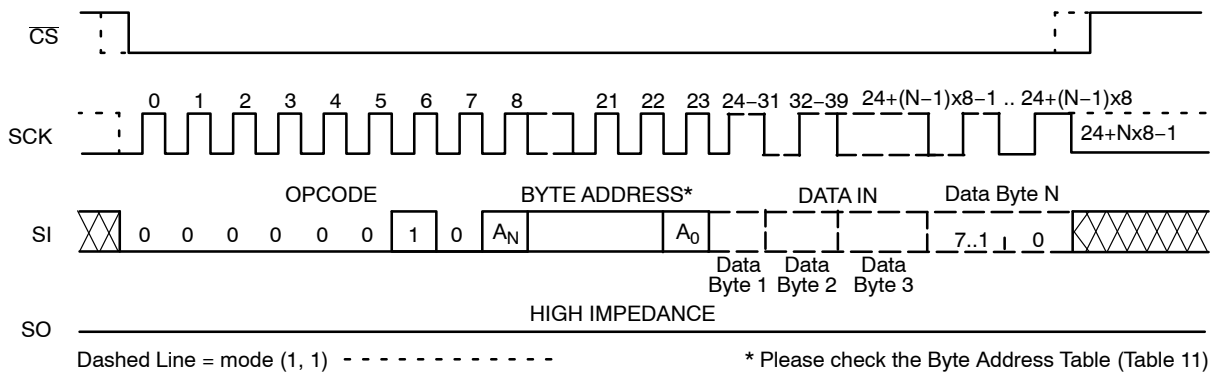 CS
0 1 2 3 4 5 6 7 8 21 22 23 24−31 32−39 24+(N−1)x8−1 .. 24+(N−1)x8
SCK
24+Nx8−1
OPCODE BYTE ADDRESS* DATA IN Data Byte N
SI
0 0 0 0 0 0 1 0 AN A0 7..1 0
Data Byte 1
Data Byte 2
Data Byte 3
HIGH IMPEDANCE
SO
Dashed Line = mode (1, 1)
* Please check the Byte Address Table (Table 11)